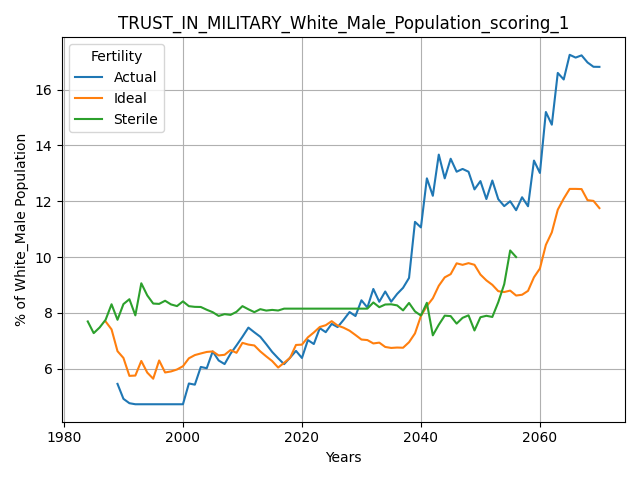 TRUST_IN_MILITARY_White_Male_Population_scoring_1
Fertility
Actual
Ideal
Sterile
% of White_Male Population
16
14
12
10
8
6
1980
2000
2020
2040
2060
Years